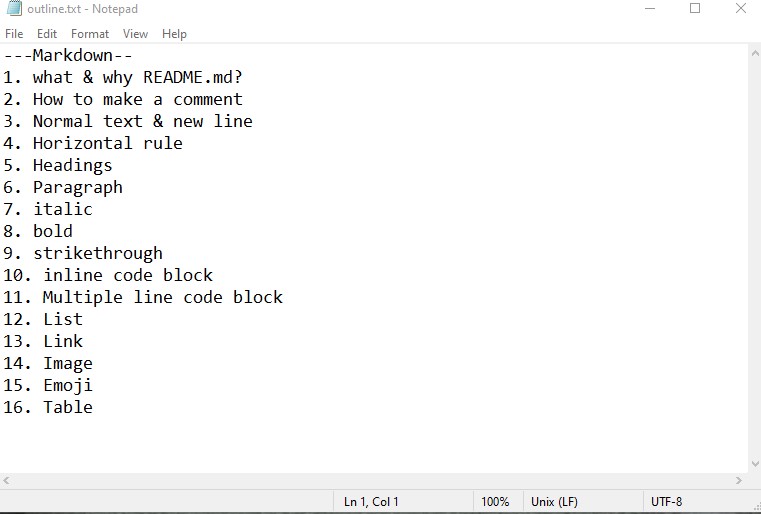 outline.txt - Notepad
File Edit Format View Help
---Markdown--
1. what & why README.md?
2. How to make a comment
3. Normal text & new line
4. Horizontal rule
5. Headings
6. Paragraph
7. italic
8. bold
9. strikethrough
10. inline code block
11. Multiple line code block
12. List
13. Link
14. Image
15. Emoji
16. Table
Ln 1, Col 1 100% Unix (LF) UTF-8